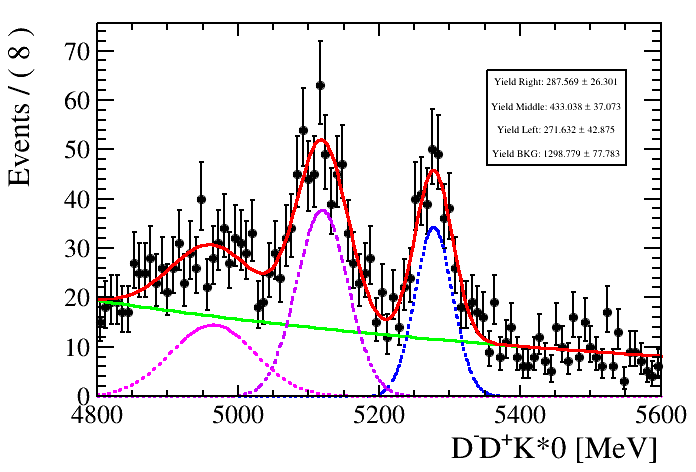 Events / ( 8 )
70
60
50
40
30
20
10
0
Yield Right: 287.569 ± 26.301
Yield Middle: 433.038 ± 37.073
Yield Left: 271.632 ± 42.875
Yield BKG: 1298.779 ± 77.783
4800 5000 5200 5400 5600
D⁻D⁺K*0 [MeV]